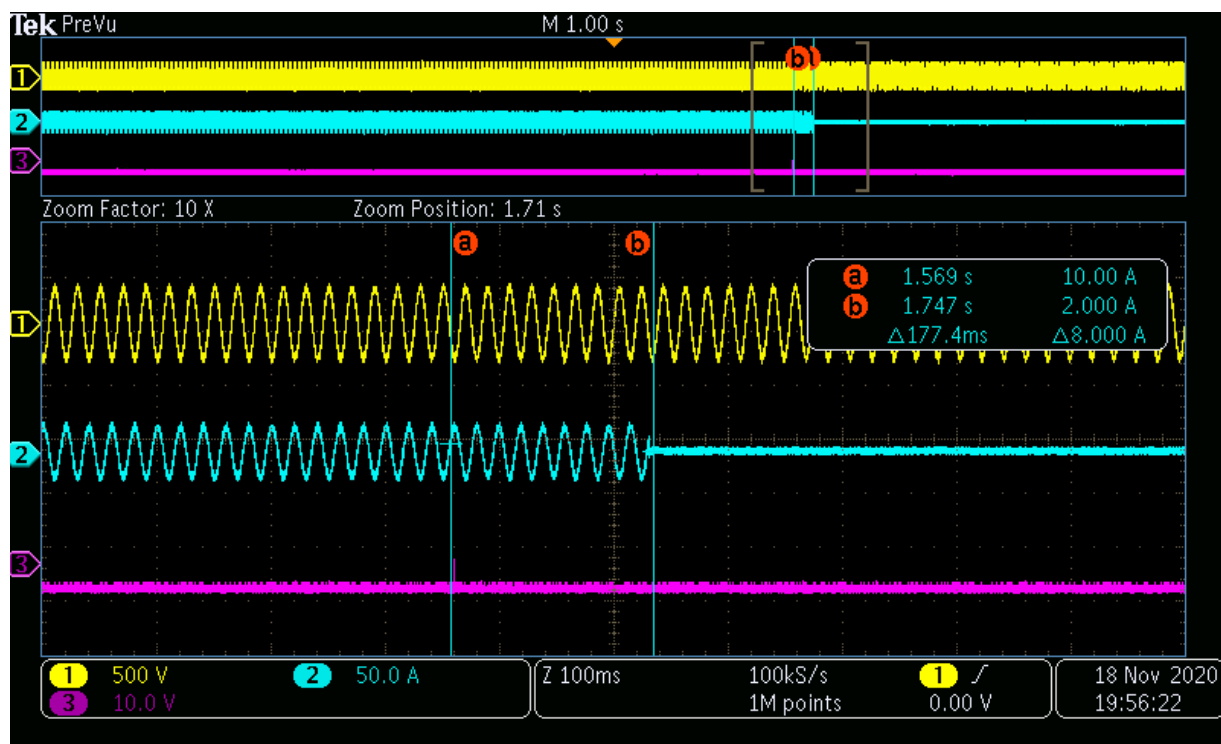 Tek PreVu M 1.00 s
b
1
2
3
Zoom Factor: 10 X Zoom Position: 1.71 s
a b
a 1.569 s 10.00 A
b 1.747 s 2.000 A
△177.4ms △8.000 A
1
2
3
1 500 V 2 50.0 A Z 100ms 100kS/s 1 18 Nov 2020
3 10.0 V 1M points 0.00 V 19:56:22